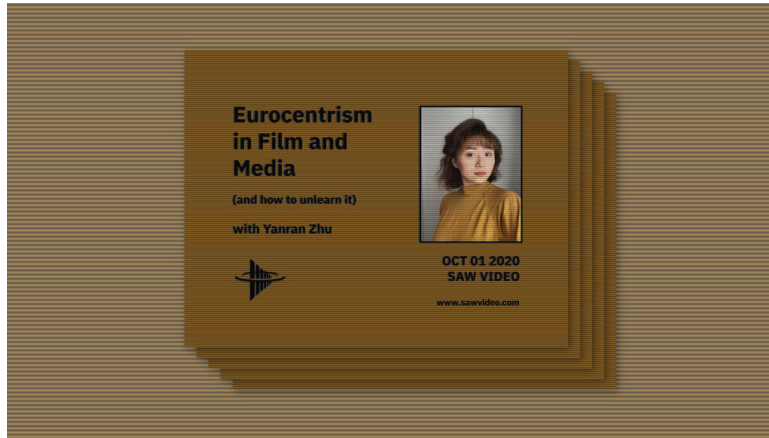 Eurocentrism
in Film and
Media
(and how to unlearn it)
with Yanran Zhu
OCT 01 2020
SAW VIDEO
www.sawvideo.com